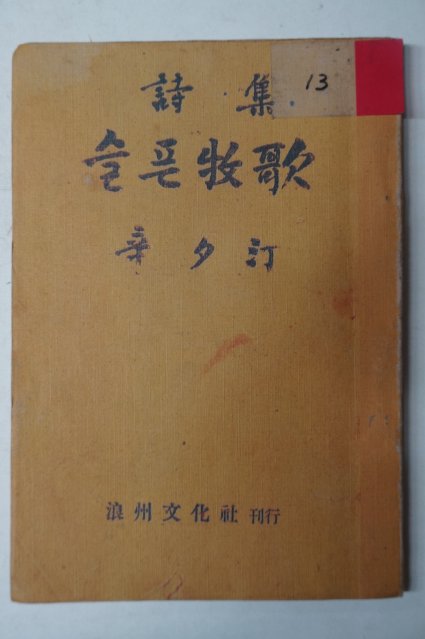 詩集
13
슬픈牧歌
辛夕汀
浪州文化社 刊行